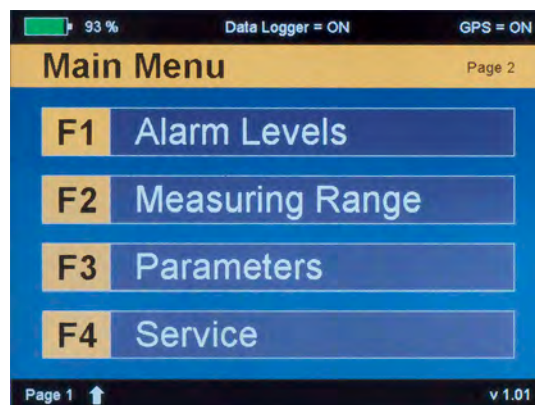 93 % Data Logger = ON GPS = ON
Main Menu Page 2
F1 Alarm Levels
F2 Measuring Range
F3 Parameters
F4 Service
Page 1 v 1.01